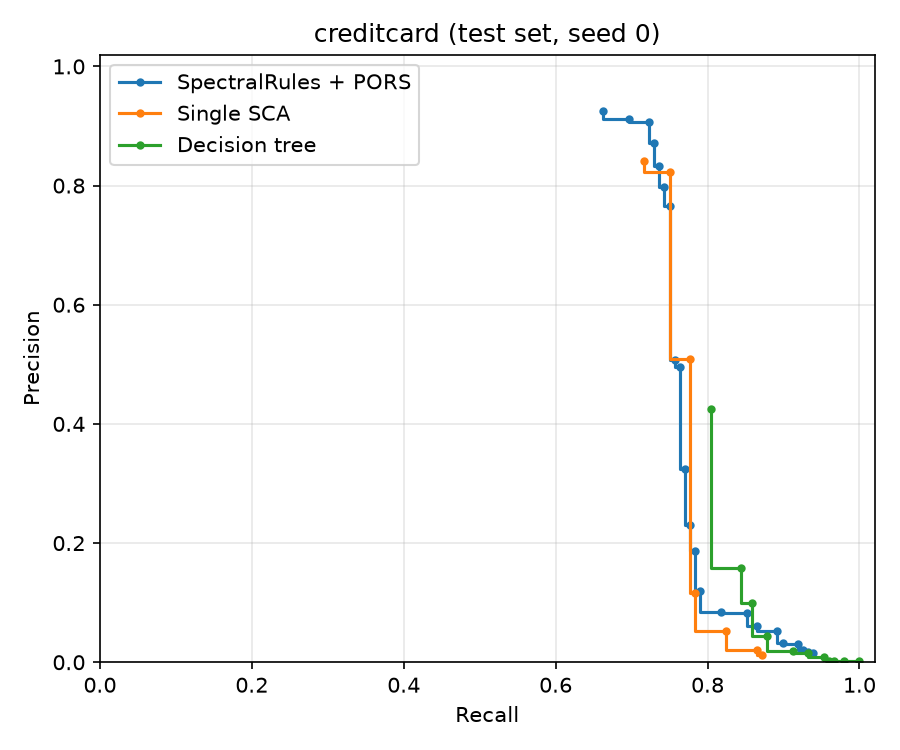 creditcard (test set, seed 0)
SpectralRules + PORS
Single SCA
Decision tree
1.0
0.8
0.6
0.4
0.2
0.0
Precision
0.0 0.2 0.4 0.6 0.8 1.0
Recall